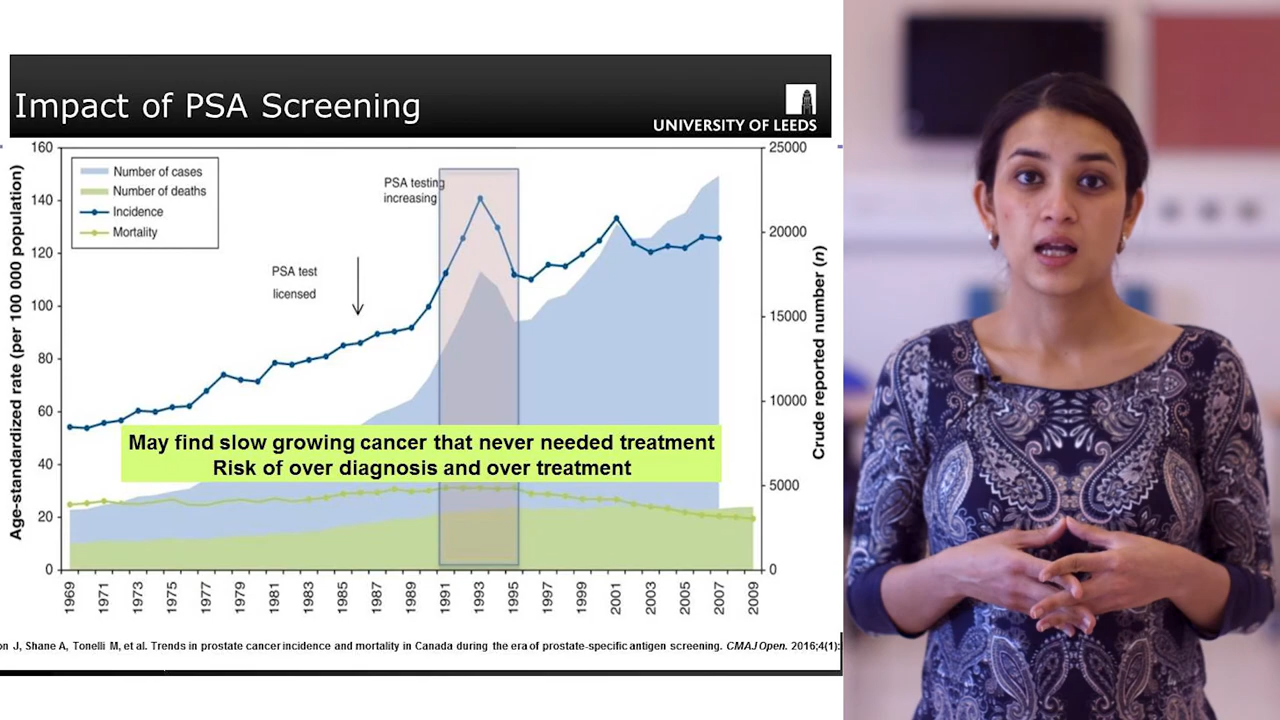 Impact of PSA Screening
UNIVERSITY OF LEEDS
Age-standardized rate (per 100 000 population)
160
140
120
100
80
60
40
20
0
Number of cases
Number of deaths
Incidence
Mortality
PSA test
licensed
PSA testing
increasing
May find slow growing cancer that never needed treatment
Risk of over diagnosis and over treatment
25000
20000
15000
10000
5000
0
Crude reported number (n)
1969
1971
1973
1975
1977
1979
1981
1983
1985
1987
1989
1991
1993
1995
1997
1999
2001
2003
2005
2007
2009
J, Shane A, Tonelli M, et al. Trends in prostate cancer incidence and mortality in Canada during the era of prostate-specific antigen screening. CMAJ Open. 2016;4(1):